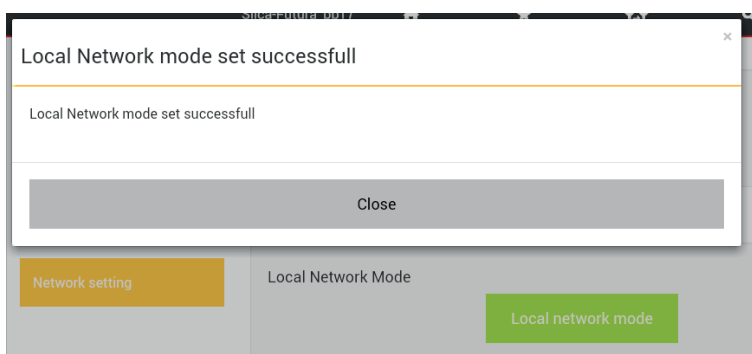 ×
Local Network mode set successfull
Local Network mode set successfull
Close
Network setting
Local Network Mode
Local network mode